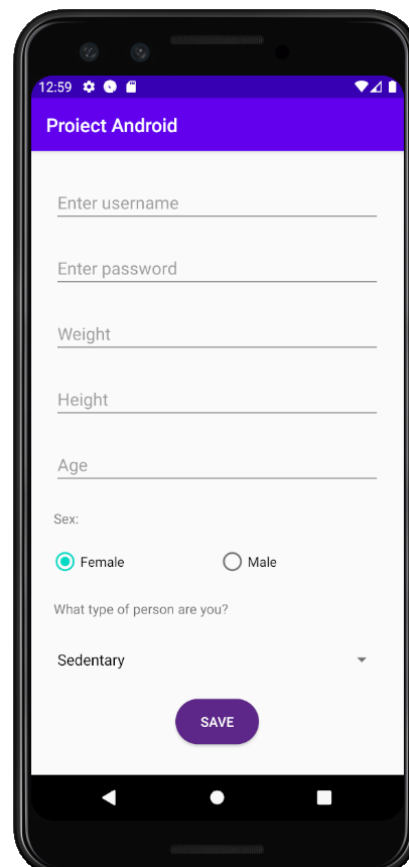 12:59
Proiect Android
Enter username
Enter password
Weight
Height
Age
Sex:
Female Male
What type of person are you?
Sedentary
SAVE